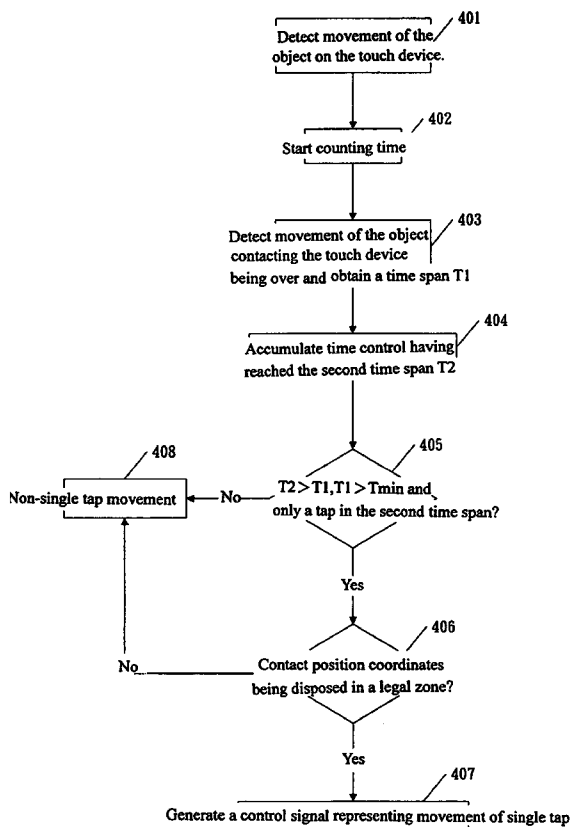 401
Detect movement of the
object on the touch device.
402
Start counting time
403
Detect movement of the object
contacting the touch device
being over and obtain a time span T1
404
Accumulate time control having
reached the second time span T2
405
408
T2>T1,T1>Tmin and
only a tap in the second time span?
No
Non-single tap movement
Yes
406
Contact position coordinates
being disposed in a legal zone?
No
Yes
407
Generate a control signal representing movement of single tap